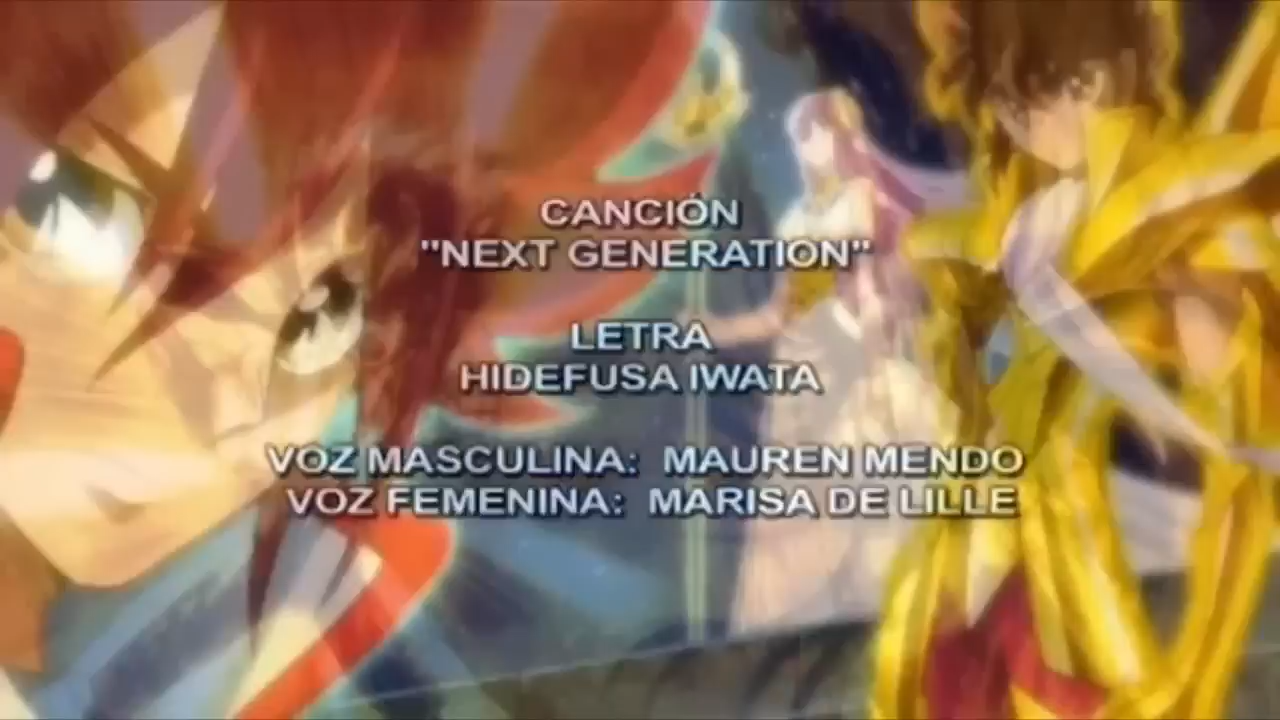 CANCIÓN
"NEXT GENERATION"
LETRA
HIDEFUSA IWATA
VOZ MASCULINA: MAUREN MENDO
VOZ FEMENINA: MARISA DE LILLE